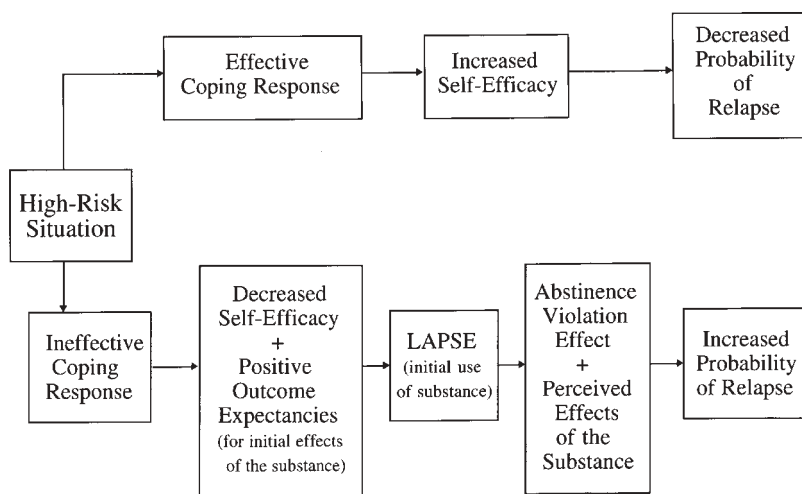 Effective
Coping Response
Increased
Self-Efficacy
Decreased
Probability
of
Relapse
High-Risk
Situation
Ineffective
Coping
Response
Decreased
Self-Efficacy
+
Positive
Outcome
Expectancies
(for initial effects
of the substance)
LAPSE
(initial use
of substance)
Abstinence
Violation
Effect
+
Perceived
Effects
of the
Substance
Increased
Probability
of Relapse